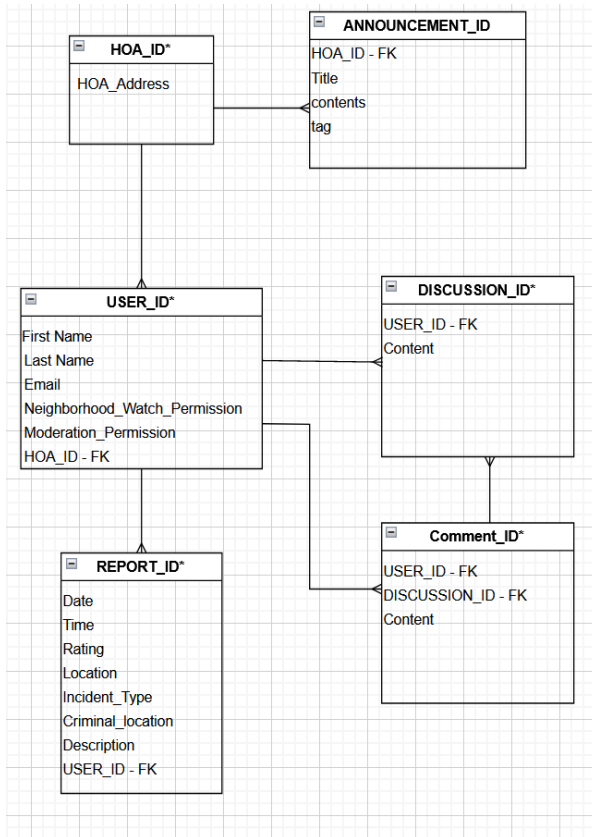 HOA_ID*
HOA_Address
ANNOUNCEMENT_ID
HOA_ID - FK
Title
contents
tag
USER_ID*
First Name
Last Name
Email
Neighborhood_Watch_Permission
Moderation_Permission
HOA_ID - FK
DISCUSSION_ID*
USER_ID - FK
Content
Comment_ID*
USER_ID - FK
DISCUSSION_ID - FK
Content
REPORT_ID*
Date
Time
Rating
Location
Incident_Type
Criminal_location
Description
USER_ID - FK